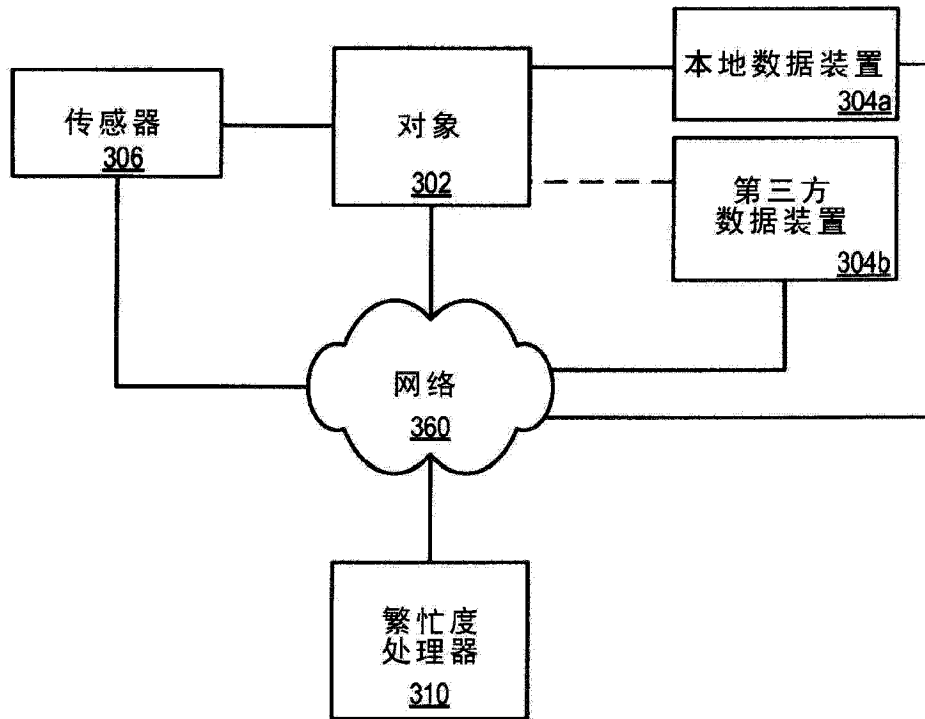 本地数据装置
304a
传感器
306
对象
302
第三方
数据装置
304b
网络
360
繁忙度
处理器
310